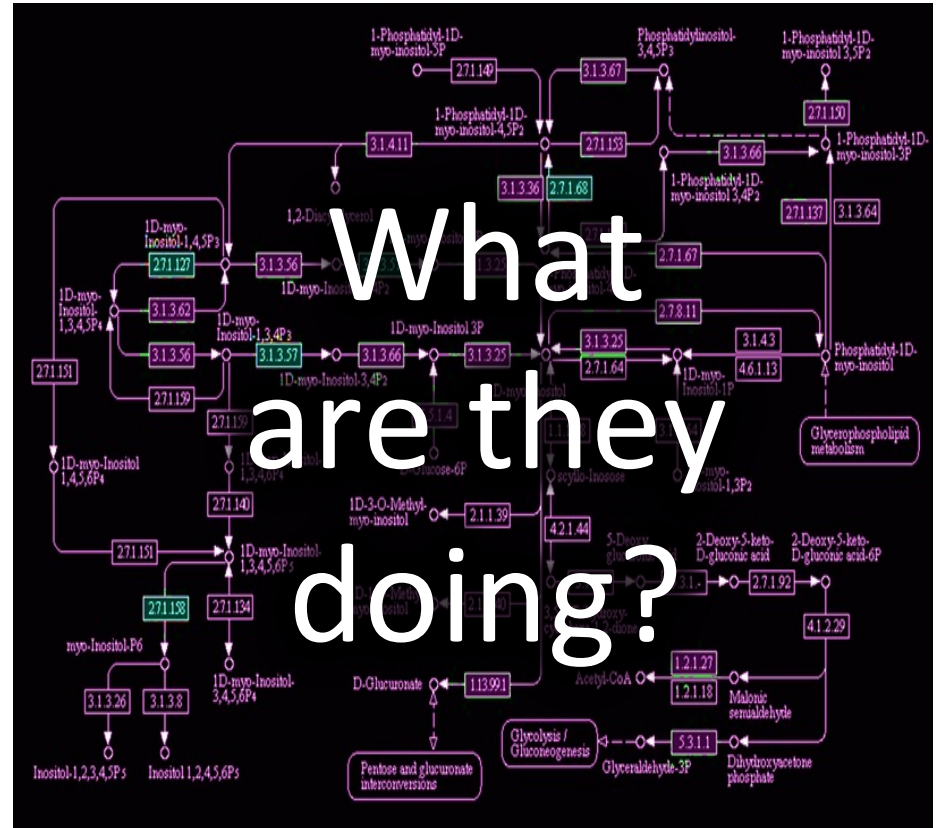 1-Phosphatidyl-1D-
myo-inositol-5P
2.7.1.149
3.1.3.67
Phosphatidylinositol-
3,4,5P3
1-Phosphatidyl-1D-
myo-inositol 3,5P2
2.7.1.150
1-Phosphatidyl-1D-
myo-inositol-4,5P2
3.1.4.11
2.7.1.153
3.1.3.66
1-Phosphatidyl-1D-
myo-inositol-3P
3.1.3.36
2.7.1.68
1-Phosphatidyl-1D-
myo-inositol 3,4P2
2.7.1.137
3.1.3.64
1,2-Diacylglycerol
1D-myo-
Inositol-1,4,5P3
2.7.1.127
3.1.3.56
2.7.1.67
What
1D-myo-
Inositol-
1,3,4,5P4
3.1.3.62
2.7.8.11
1D-myo-
Inositol-1,3,4P3
1D-myo-Inositol 3P
3.1.3.56
3.1.3.57
3.1.3.66
3.1.3.25
3.1.3.25
2.7.1.64
3.1.4.3
4.6.1.13
Phosphatidyl-1D-
myo-inositol
2.7.1.151
1D-myo-Inositol-3,4P2
1D-myo-
Inositol-1P
2.7.1.159
2.7.1.159
are they
Glycerophospholipid
metabolism
1D-myo-Inositol
1,4,5,6P4
D-Glucose-6P
scyllo-Inosose
2.7.1.140
1D-3-O-Methyl-
myo-inositol
2.1.1.39
4.2.1.44
2.7.1.151
1D-myo-Inositol-
1,3,4,5,6P5
2-Deoxy-5-keto-
D-gluconic acid
2-Deoxy-5-keto-
D-gluconic acid-6P
2.7.1.92
doing?
2.7.1.158
2.7.1.134
4.1.2.29
myo-Inositol-P6
1D-myo-Inositol-
3,4,5,6P4
3.1.3.26
3.1.3.8
D-Glucuronate
1.13.99.1
Acetyl-CoA
1.2.1.27
1.2.1.18
Malonic
semialdehyde
Glycolysis /
Gluconeogenesis
Glyceraldehyde-3P
5.3.1.1
Dihydroxyacetone
phosphate
Inositol-1,2,3,4,5P5
Inositol 1,2,4,5,6P5
Pentose and glucuronate
interconversions